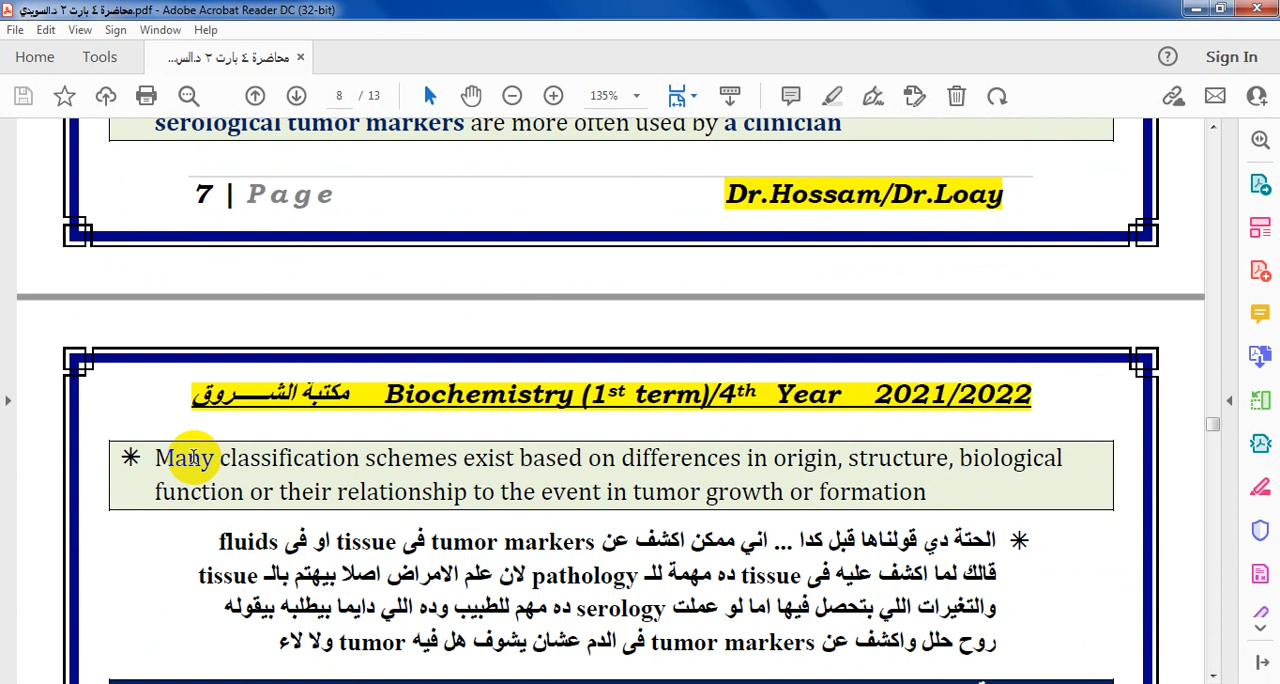 محاضرة ٤ بارت ٢ د.السويدي.pdf - Adobe Acrobat Reader DC (32-bit)
File Edit View Sign Window Help
Home Tools محاضرة ٤ بارت ٢ د.الس... × Sign In
8 / 13 135%
serological tumor markers are more often used by a clinician
7 | Page Dr.Hossam/Dr.Loay
مكتبة الشـــروق Biochemistry (1st term)/4th Year 2021/2022
✳ Many classification schemes exist based on differences in origin, structure, biological
function or their relationship to the event in tumor growth or formation
✳ الحتة دي قولناها قبل كدا ... اني ممكن اكشف عن tumor markers فى tissue او فى fluids
قالك لما اكشف عليه فى tissue ده مهمة للـ pathology لان علم الامراض اصلا بيهتم بالـ tissue
والتغيرات اللي بتحصل فيها اما لو عملت serology ده مهم للطبيب وده اللي دايما بيطلبه بيقوله
روح حلل واكشف عن tumor markers فى الدم عشان يشوف هل فيه tumor ولا لاء